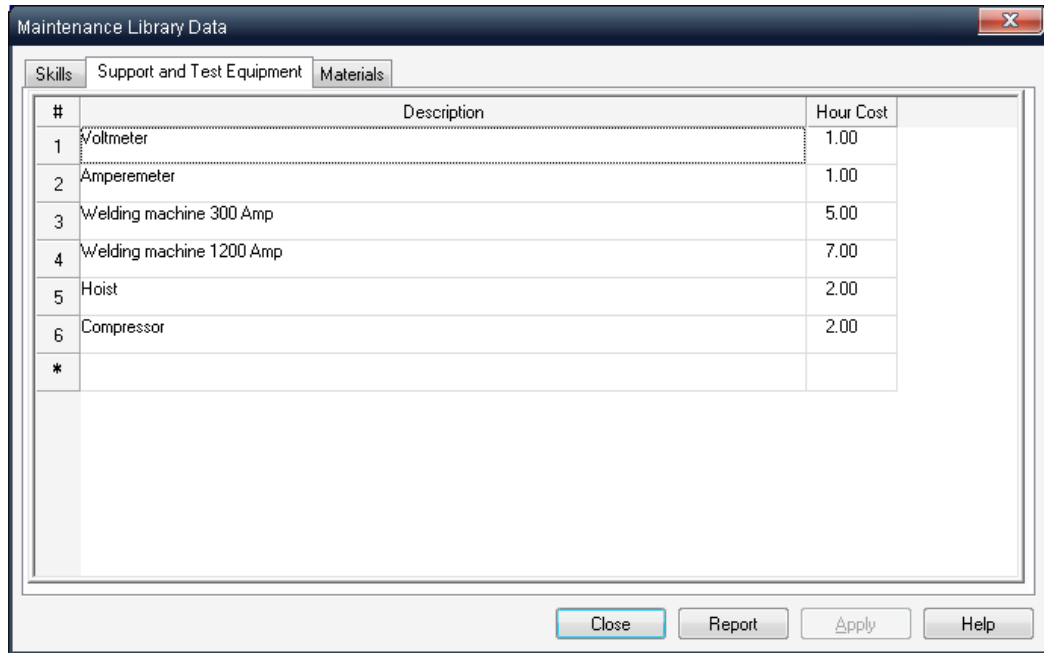 Maintenance Library Data
Skills Support and Test Equipment Materials
# Description Hour Cost
1 Voltmeter 1.00
2 Amperemeter 1.00
3 Welding machine 300 Amp 5.00
4 Welding machine 1200 Amp 7.00
5 Hoist 2.00
6 Compressor 2.00
*
Close Report Apply Help